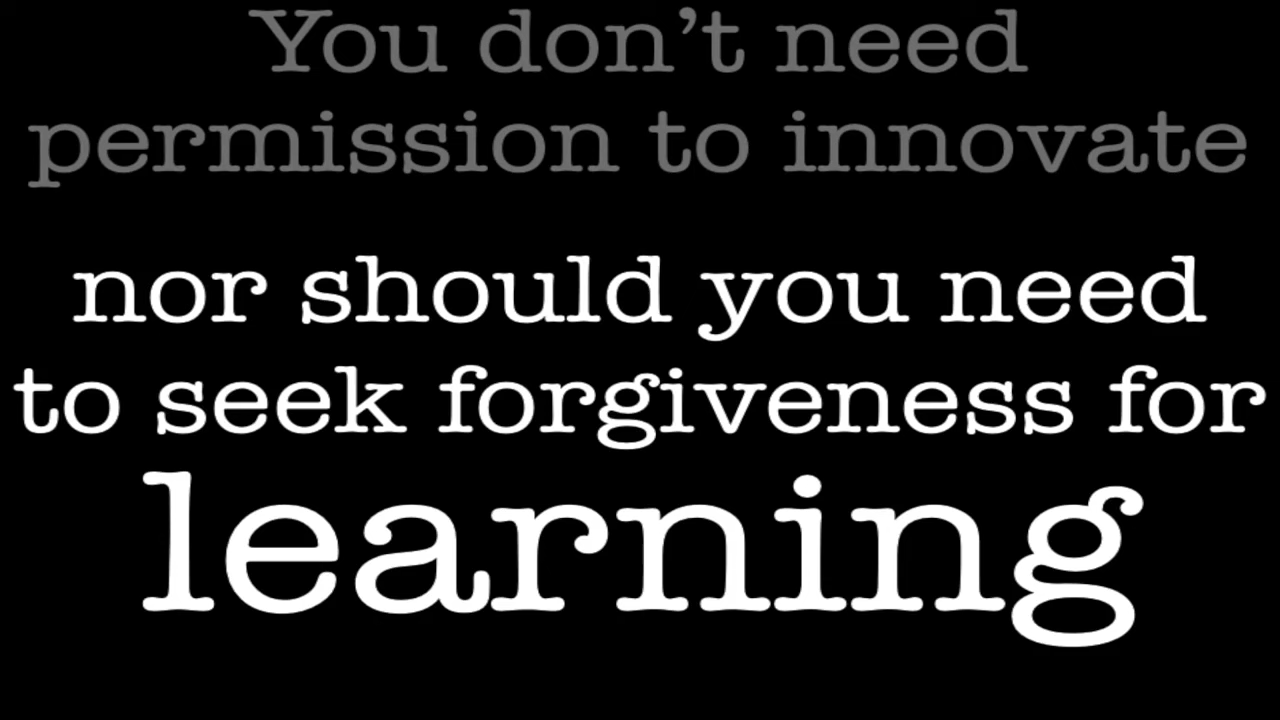 You don’t need
permission to innovate
nor should you need
to seek forgiveness for
learning